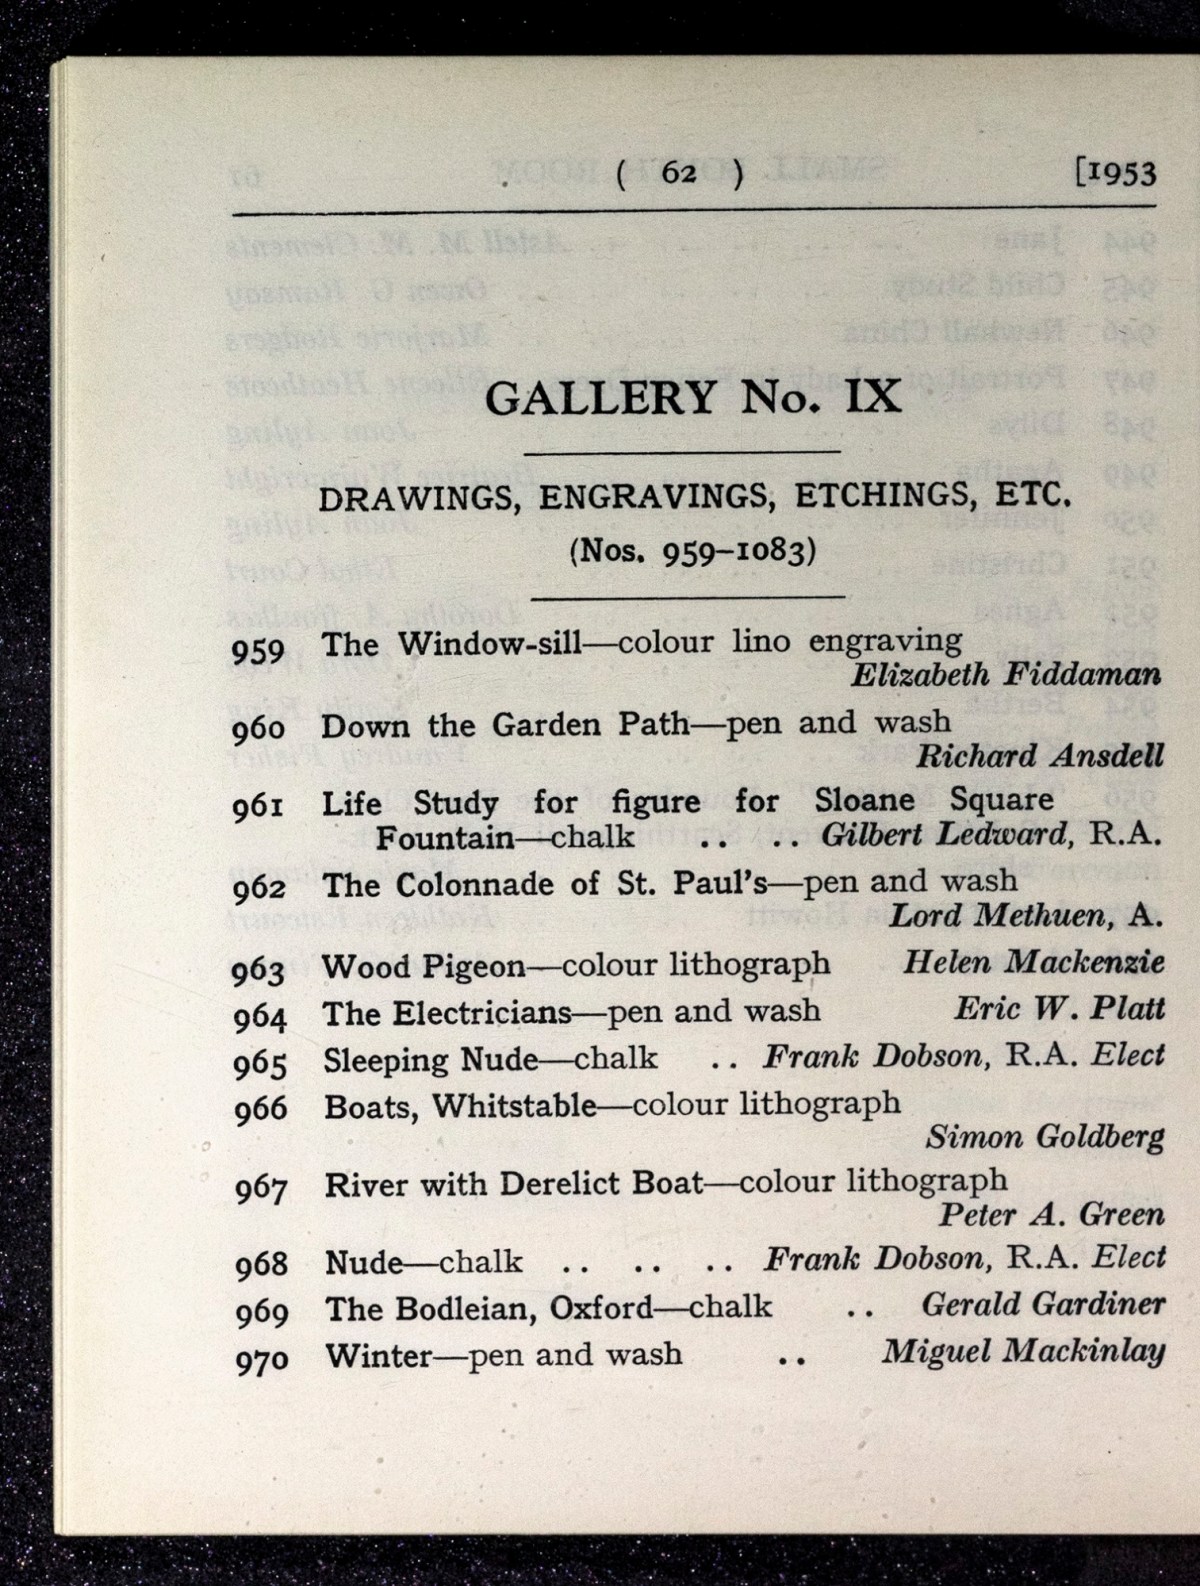 ( 62 ) [1953
GALLERY No. IX
DRAWINGS, ENGRAVINGS, ETCHINGS, ETC.
(Nos. 959–1083)
959 The Window-sill—colour lino engraving
Elizabeth Fiddaman
960 Down the Garden Path—pen and wash
Richard Ansdell
961 Life Study for figure for Sloane Square
Fountain—chalk .. .. Gilbert Ledward, R.A.
962 The Colonnade of St. Paul's—pen and wash
Lord Methuen, A.
963 Wood Pigeon—colour lithograph Helen Mackenzie
964 The Electricians—pen and wash Eric W. Platt
965 Sleeping Nude—chalk .. Frank Dobson, R.A. Elect
966 Boats, Whitstable—colour lithograph
Simon Goldberg
967 River with Derelict Boat—colour lithograph
Peter A. Green
968 Nude—chalk .. .. .. Frank Dobson, R.A. Elect
969 The Bodleian, Oxford—chalk .. Gerald Gardiner
970 Winter—pen and wash .. Miguel Mackinlay